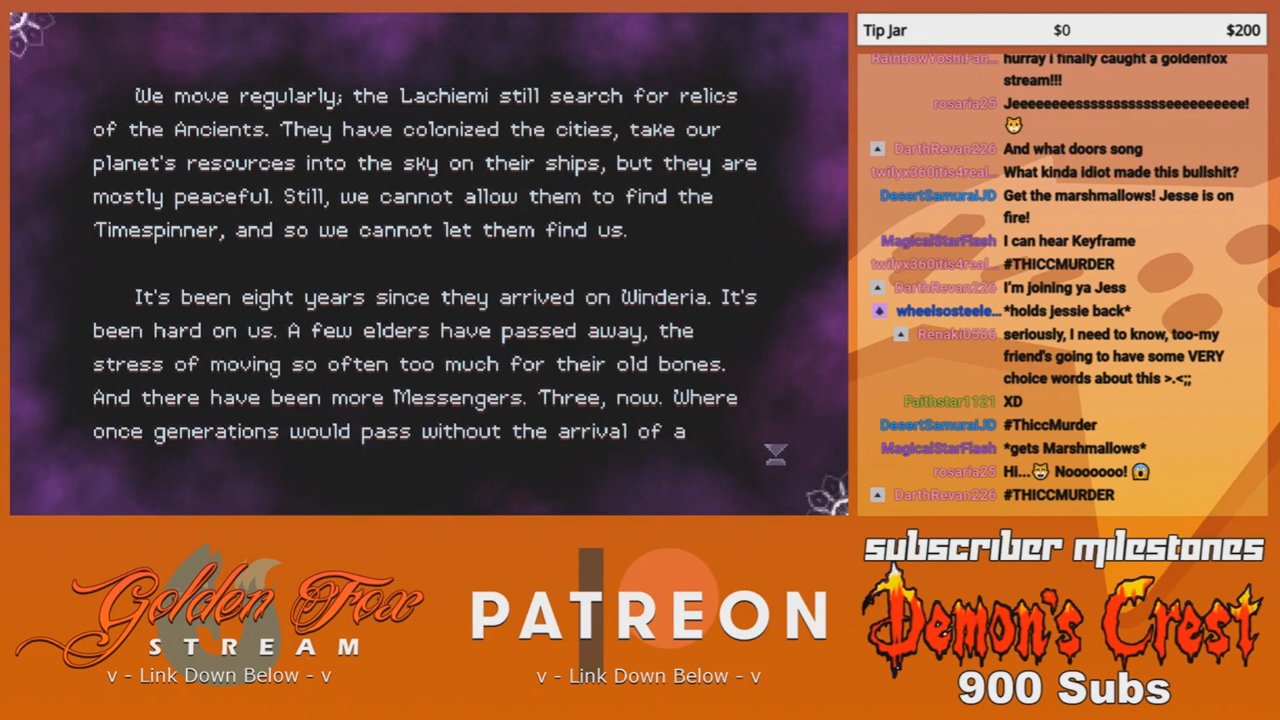 We move regularly; the Lachiemi still search for relics
of the Ancients. They have colonized the cities, take our
planet's resources into the sky on their ships, but they are
mostly peaceful. Still, we cannot allow them to find the
Timespinner, and so we cannot let them find us.
It's been eight years since they arrived on Winderia. It's
been hard on us. A few elders have passed away, the
stress of moving so often too much for their old bones.
And there have been more Messengers. Three, now. Where
once generations would pass without the arrival of a
Tip Jar $0 $200
RainbowYoshiFan... hurray i finally caught a goldenfox
stream!!!
rosaria25 Jeeeeeeesssssssssssseeeeeeeeee!
🦊
DarthRevan226 And what doors song
twilyx360itis4real... What kinda idiot made this bullshit?
DesertSamuraiJD Get the marshmallows! Jesse is on
fire!
MagicalStarFlash I can hear Keyframe
twilyx360itis4real... #THICCMURDER
DarthRevan226 I'm joining ya Jess
wheelsosteele... *holds jessie back*
Renaki0586 seriously, I need to know, too-my
friend's going to have some VERY
choice words about this >.<;;
Faithstar1121 XD
DesertSamuraiJD #ThiccMurder
MagicalStarFlash *gets Marshmallows*
rosaria25 Hi...😸 Nooooooo! 😱
DarthRevan226 #THICCMURDER
Golden Fox
STREAM
v - Link Down Below - v
PATREON
v - Link Down Below - v
subscriber milestones
Demon's Crest
900 Subs